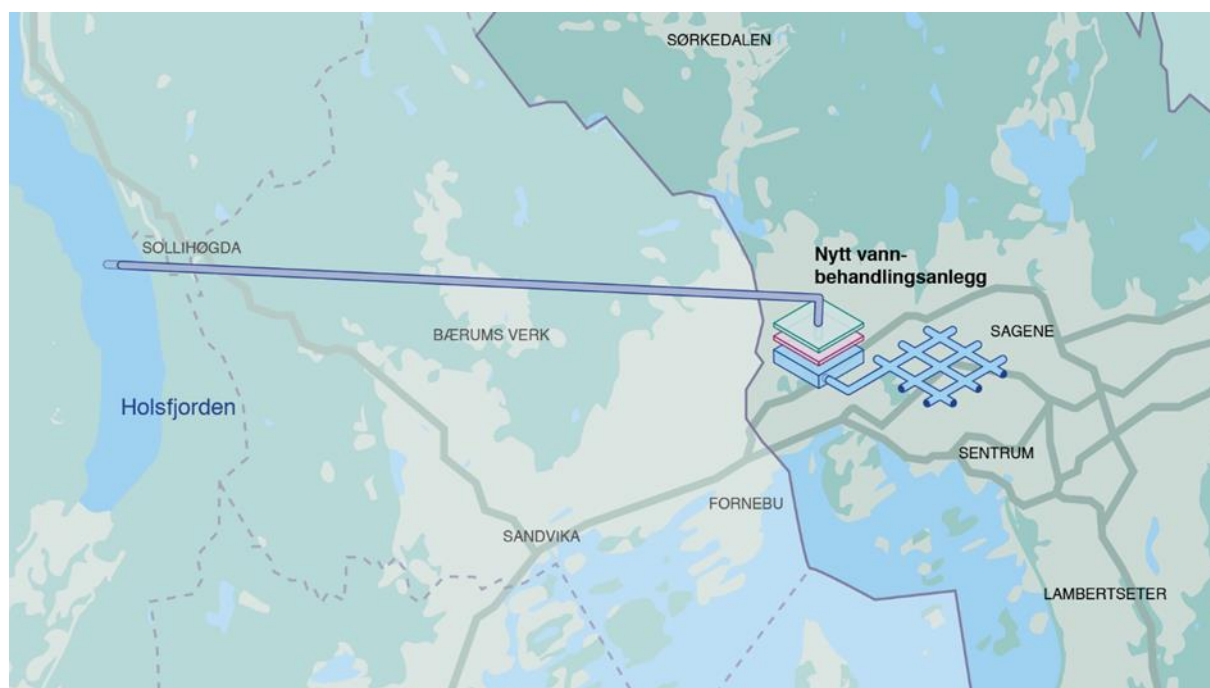 SØRKEDALEN
SOLLIHØGDA
Nytt vann-
behandlingsanlegg
BÆRUMS VERK
SAGENE
Holsfjorden
SENTRUM
FORNEBU
SANDVIKA
LAMBERTSETER